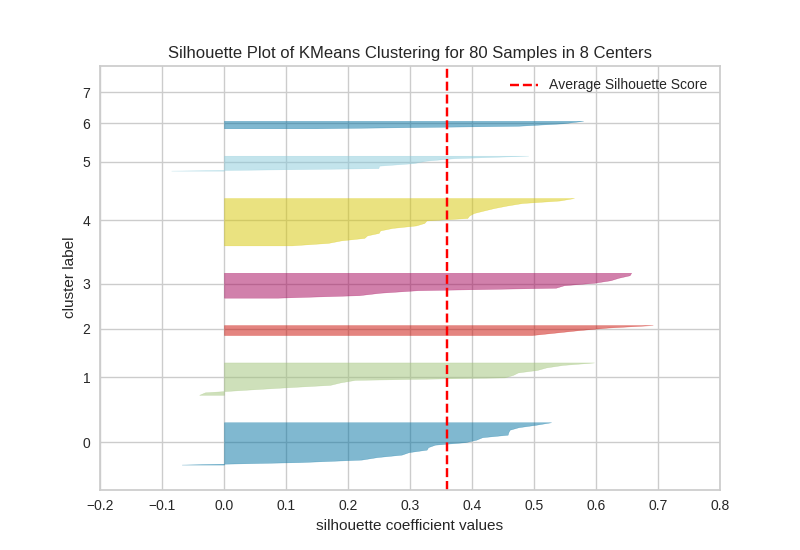 Silhouette Plot of KMeans Clustering for 80 Samples in 8 Centers
Average Silhouette Score
7
6
5
4
3
2
1
0
cluster label
−0.2 −0.1 0.0 0.1 0.2 0.3 0.4 0.5 0.6 0.7 0.8
silhouette coefficient values